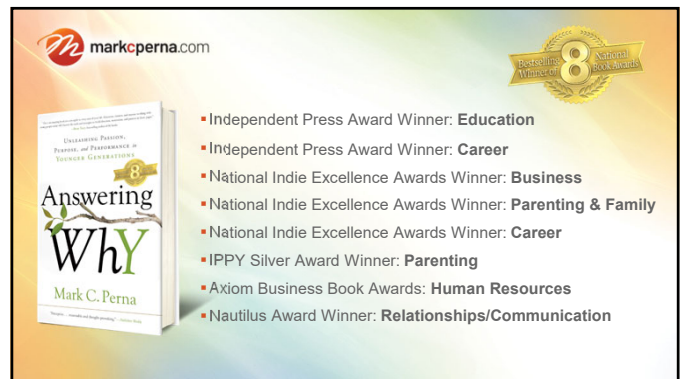 markcperna.com
Bestselling
Winner of
8
National
Book Awards
Unleashing Passion,
Purpose, and Performance in
Younger Generations
8
Answering
WhY
Mark C. Perna
▪Independent Press Award Winner: Education
▪Independent Press Award Winner: Career
▪National Indie Excellence Awards Winner: Business
▪National Indie Excellence Awards Winner: Parenting & Family
▪National Indie Excellence Awards Winner: Career
▪IPPY Silver Award Winner: Parenting
▪Axiom Business Book Awards: Human Resources
▪Nautilus Award Winner: Relationships/Communication